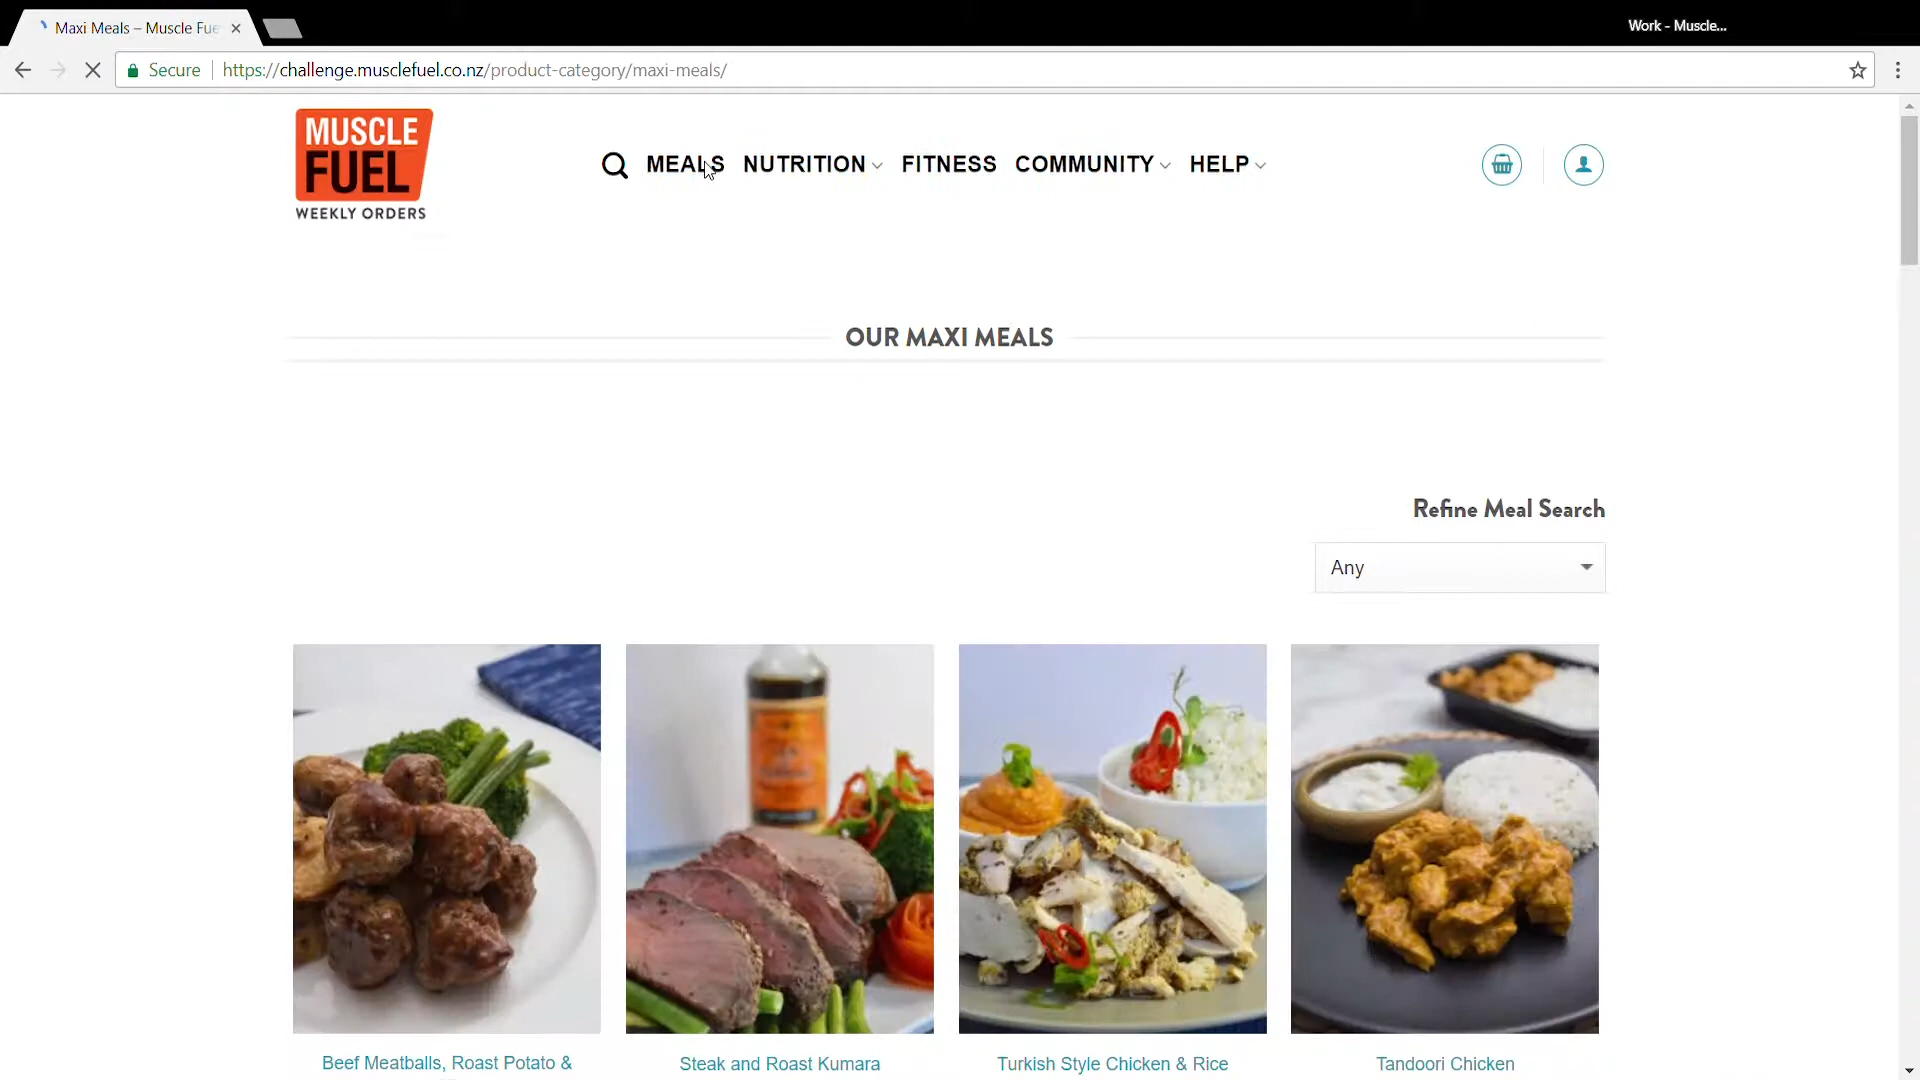 Maxi Meals – Muscle Fue
Work - Muscle...
Secure
https://challenge.musclefuel.co.nz/product-category/maxi-meals/
MUSCLE
FUEL
WEEKLY ORDERS
MEALS
NUTRITION
FITNESS
COMMUNITY
HELP
OUR MAXI MEALS
Refine Meal Search
Any
Beef Meatballs, Roast Potato &
Steak and Roast Kumara
Turkish Style Chicken & Rice
Tandoori Chicken